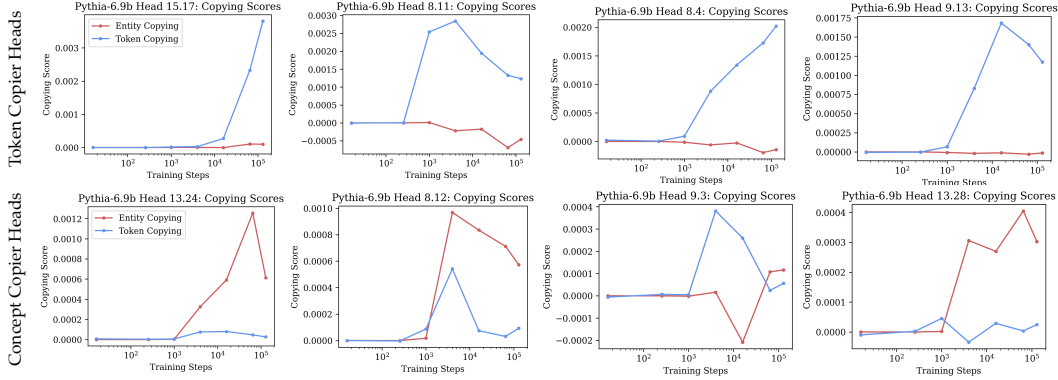 Token Copier Heads
Pythia-6.9b Head 15.17: Copying Scores
Entity Copying
Token Copying
Copying Score
0.003
0.002
0.001
0.000
10² 10³ 10⁴ 10⁵
Training Steps
Pythia-6.9b Head 8.11: Copying Scores
Copying Score
0.0030
0.0025
0.0020
0.0015
0.0010
0.0005
0.0000
−0.0005
10² 10³ 10⁴ 10⁵
Training Steps
Pythia-6.9b Head 8.4: Copying Scores
Copying Score
0.0020
0.0015
0.0010
0.0005
0.0000
10² 10³ 10⁴ 10⁵
Training Steps
Pythia-6.9b Head 9.13: Copying Scores
Copying Score
0.00175
0.00150
0.00125
0.00100
0.00075
0.00050
0.00025
0.00000
10² 10³ 10⁴ 10⁵
Training Steps
Concept Copier Heads
Pythia-6.9b Head 13.24: Copying Scores
Entity Copying
Token Copying
Copying Score
0.0012
0.0010
0.0008
0.0006
0.0004
0.0002
0.0000
10² 10³ 10⁴ 10⁵
Training Steps
Pythia-6.9b Head 8.12: Copying Scores
Copying Score
0.0010
0.0008
0.0006
0.0004
0.0002
0.0000
10² 10³ 10⁴ 10⁵
Training Steps
Pythia-6.9b Head 9.3: Copying Scores
Copying Score
0.0004
0.0003
0.0002
0.0001
0.0000
−0.0001
−0.0002
10² 10³ 10⁴ 10⁵
Training Steps
Pythia-6.9b Head 13.28: Copying Scores
Copying Score
0.0004
0.0003
0.0002
0.0001
0.0000
10² 10³ 10⁴ 10⁵
Training Steps